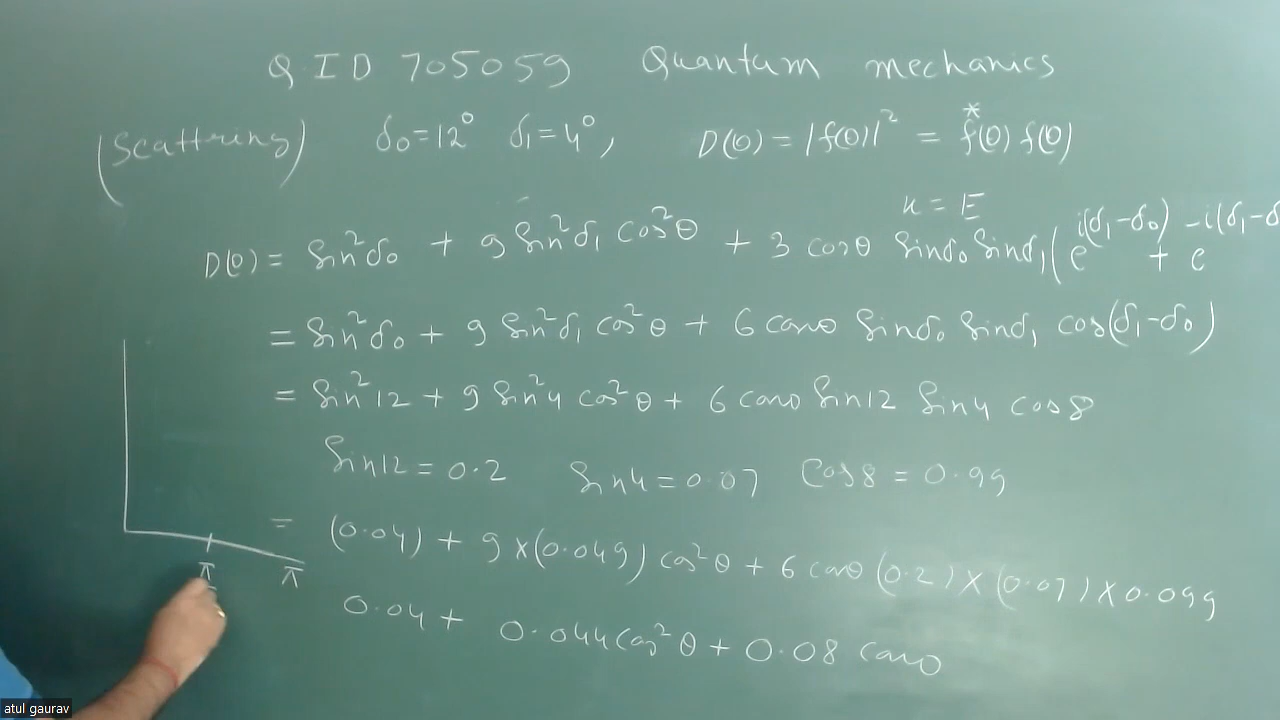 Q.ID 705059 Quantum mechanics
(Scattring) δ₀=12° δ₁=4°, D(θ) = |f(θ)|² = f*(θ) f(θ)
k = E
D(θ) = Sin²δ₀ + 9 Sin²δ₁ cos²θ + 3 cosθ Sinδ₀ Sinδ₁ (e^i(δ₁-δ₀) + e^-i(δ₁-δ
= Sin²δ₀ + 9 Sin²δ₁ cos²θ + 6 cosθ Sinδ₀ Sinδ₁ cos(δ₁-δ₀)
= Sin²12 + 9 Sin²4 cos²θ + 6 cosθ Sin12 Sin4 cos8
Sin12 = 0.2 Sin4 = 0.07 Cos8 = 0.99
= (0.04) + 9 × (0.049) cos²θ + 6 cosθ (0.2) × (0.07) × 0.099
π π
0.04 + 0.044 cos²θ + 0.08 cosθ
atul gaurav